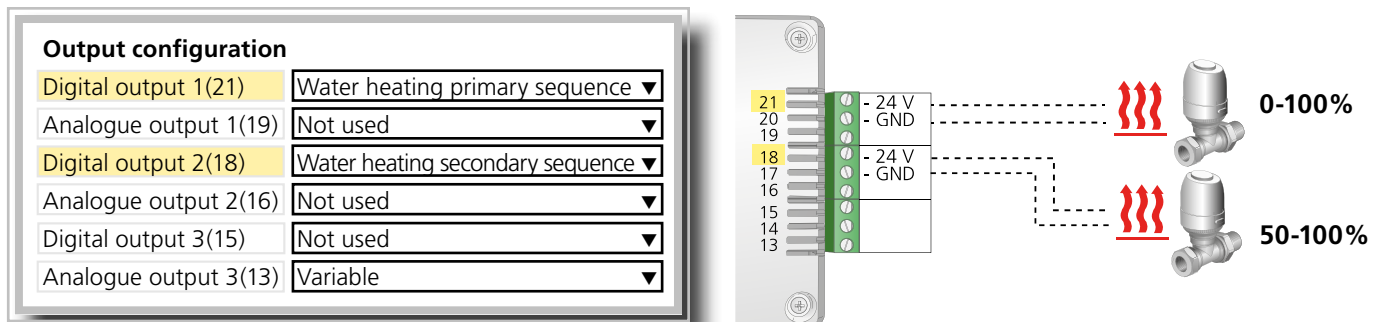 Output configuration
Digital output 1(21) Water heating primary sequence ▼
Analogue output 1(19) Not used ▼
Digital output 2(18) Water heating secondary sequence ▼
Analogue output 2(16) Not used ▼
Digital output 3(15) Not used ▼
Analogue output 3(13) Variable ▼
21 - 24 V
20 - GND
19
18 - 24 V
17 - GND
16
15
14
13
0-100%
50-100%